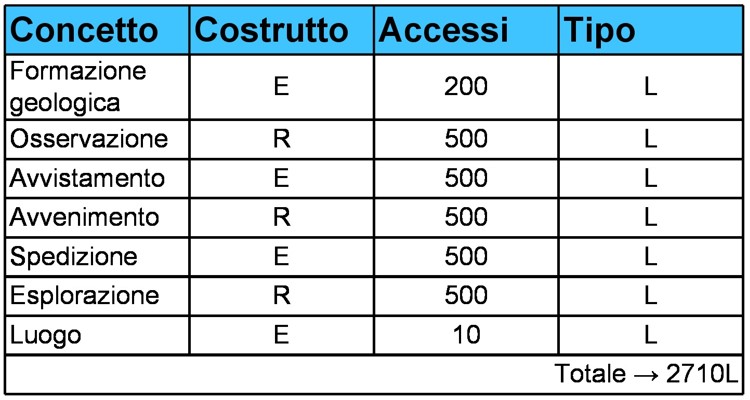 Concetto Costrutto Accessi Tipo
Formazione
geologica E 200 L
Osservazione R 500 L
Avvistamento E 500 L
Avvenimento R 500 L
Spedizione E 500 L
Esplorazione R 500 L
Luogo E 10 L
Totale → 2710L